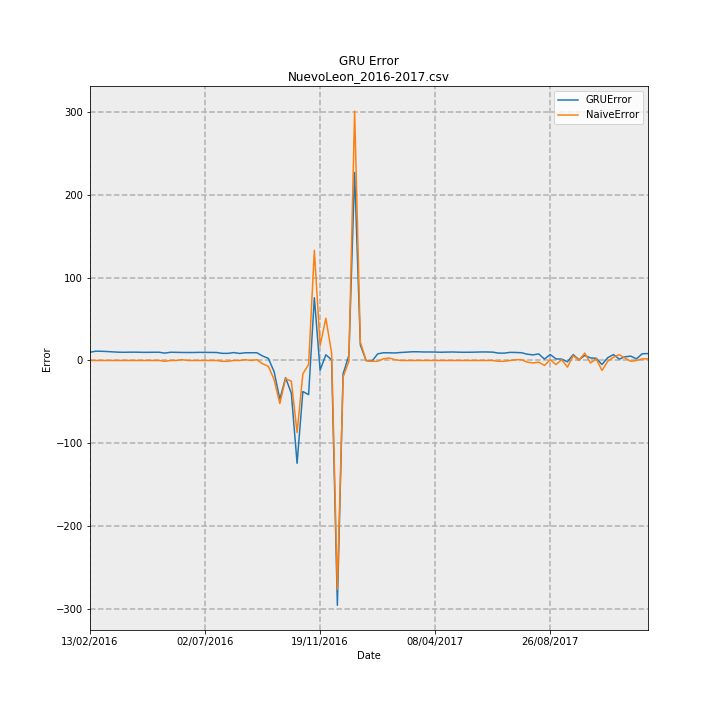 GRU Error
NuevoLeon_2016-2017.csv
GRUError
NaiveError
300
200
100
0
−100
−200
−300
Error
13/02/2016
02/07/2016
19/11/2016
08/04/2017
26/08/2017
Date